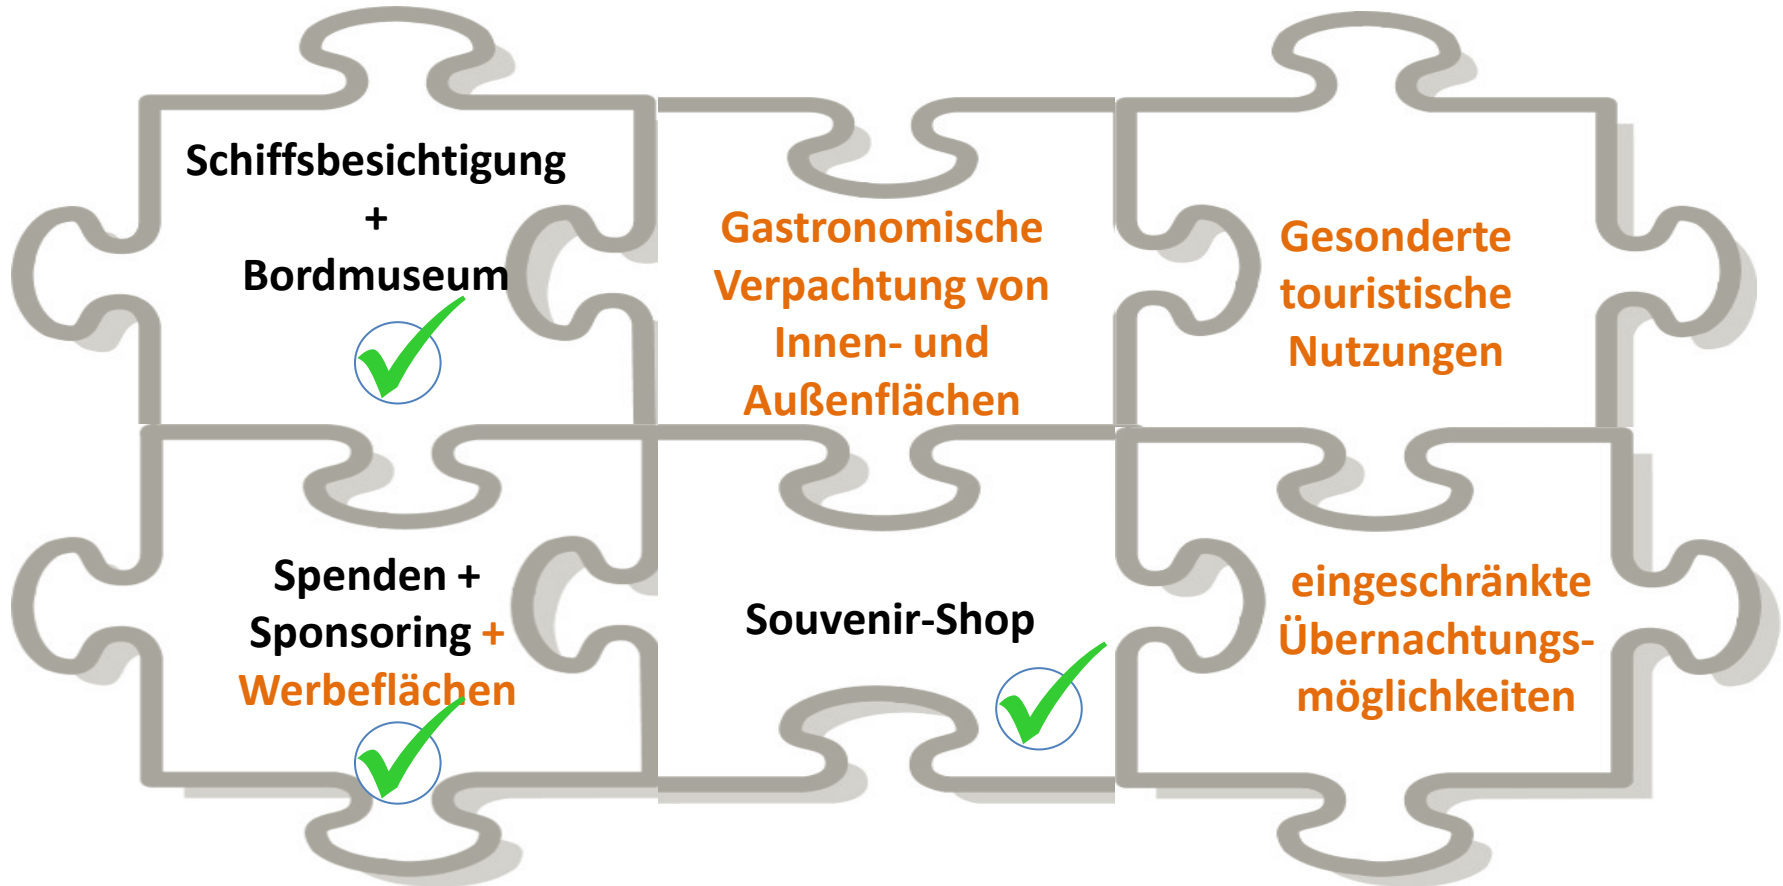 Schiffsbesichtigung
+
Bordmuseum
Gastronomische
Verpachtung von
Innen- und
Außenflächen
Gesonderte
touristische
Nutzungen
Spenden +
Sponsoring +
Werbeflächen
Souvenir-Shop
eingeschränkte
Übernachtungs-
möglichkeiten